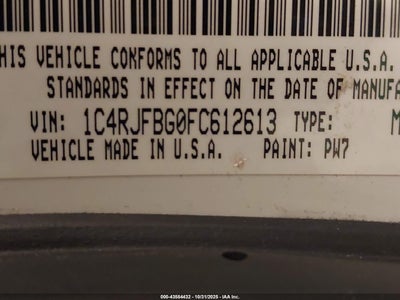 THIS VEHICLE CONFORMS TO ALL APPLICABLE U.S.A.
STANDARDS IN EFFECT ON THE DATE OF MANUFA
VIN: 1C4RJFBG0FC612613 TYPE: M
VEHICLE MADE IN U.S.A. PAINT: PW7
000-43554432 - 10/31/2025 - IAA Inc.